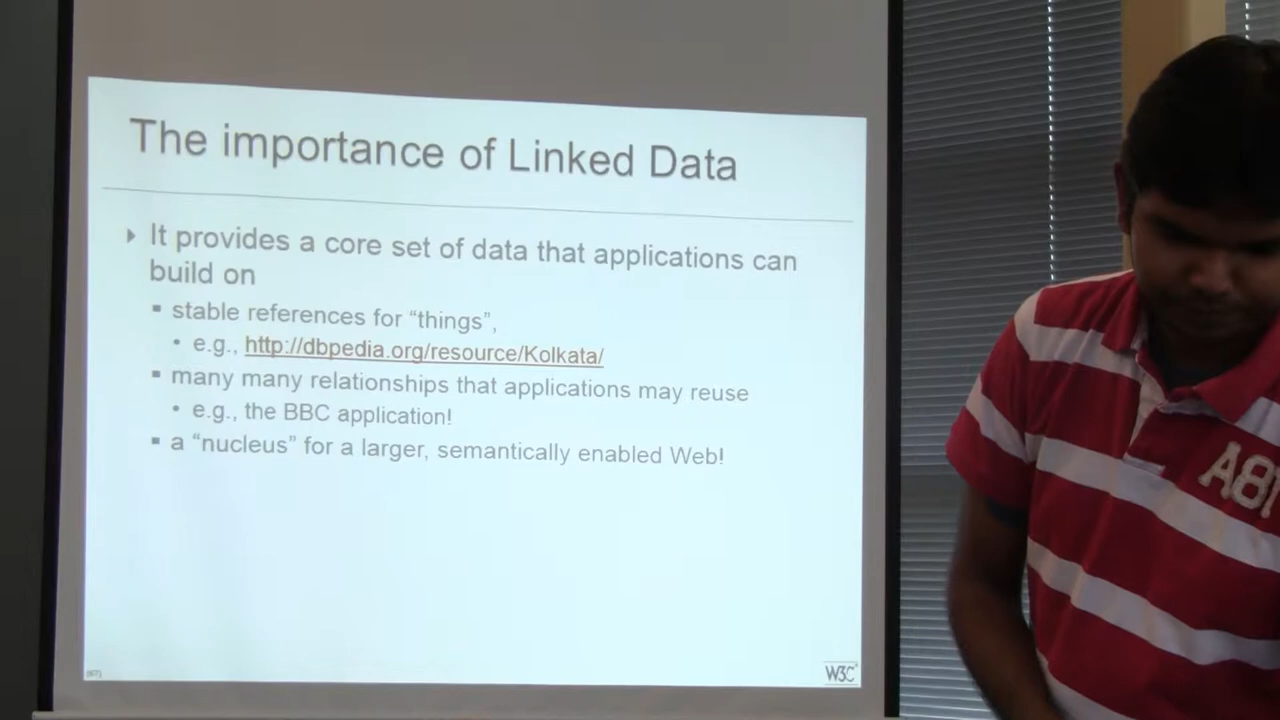 The importance of Linked Data
It provides a core set of data that applications can
build on
stable references for “things”,
e.g., http://dbpedia.org/resource/Kolkata/
many many relationships that applications may reuse
e.g., the BBC application!
a “nucleus” for a larger, semantically enabled Web!
W3C